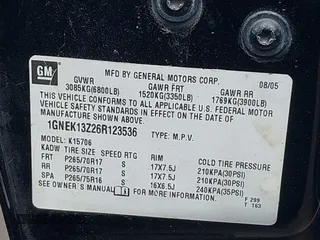 GM MFD BY GENERAL MOTORS CORP. 08/05
GVWR GAWR FRT GAWR RR
3085KG(6800LB) 1520KG(3350LB) 1769KG(3900LB)
THIS VEHICLE CONFORMS TO ALL APPLICABLE U.S. FEDERAL MOTOR
VEHICLE SAFETY STANDARDS IN EFFECT ON THE DATE OF
MANUFACTURE SHOWN ABOVE.
1GNEK13Z26R123536 TYPE: M.P.V.
MODEL: K15706
KADW TIRE SIZE SPEED RTG RIM COLD TIRE PRESSURE
FRT P265/70R17 S 17X7.5J 210KPA(30PSI)
RR P265/70R17 S 17X7.5J 210KPA(30PSI)
SPA P265/75R16 S 16X6.5J 240KPA(35PSI)
SEE OWNER'S MANUAL FOR MORE INFORMATION. F 299
T 163